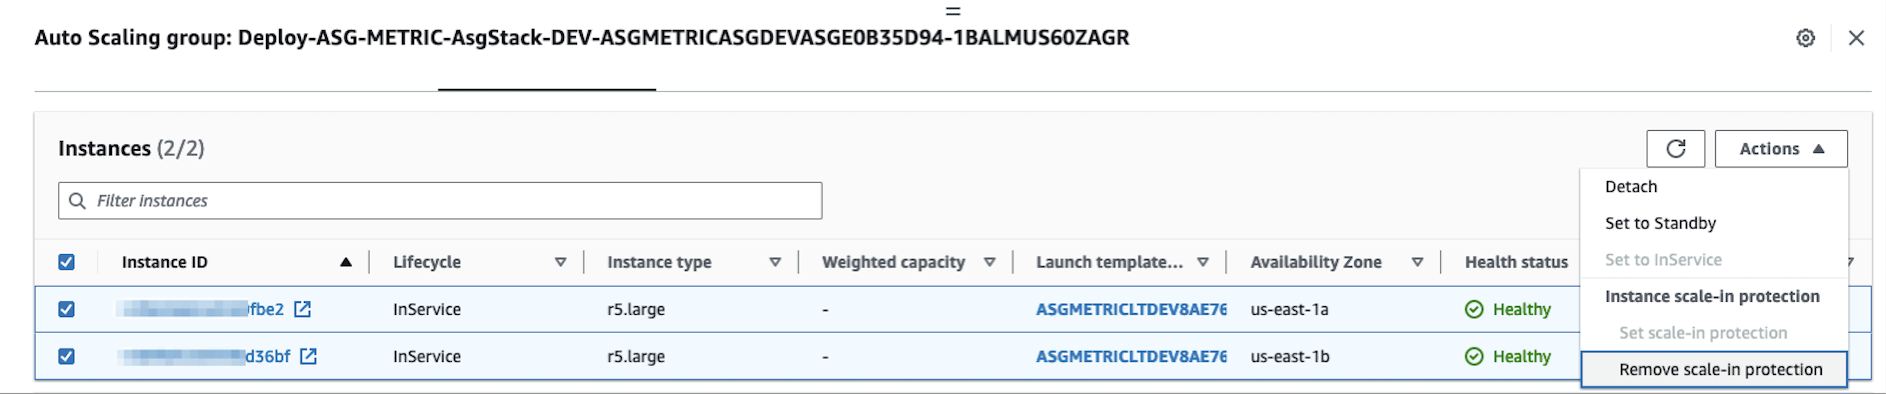 Auto Scaling group: Deploy-ASG-METRIC-AsgStack-DEV-ASGMETRICASGDEVASGE0B35D94-1BALMUS60ZAGR
Instances (2/2)
Actions
Filter instances
Detach
Set to Standby
Set to InService
Instance scale-in protection
Set scale-in protection
Remove scale-in protection
Instance ID Lifecycle Instance type Weighted capacity Launch template... Availability Zone Health status
fbe2 InService r5.large - ASGMETRICLTDEV8AE76 us-east-1a Healthy
d36bf InService r5.large - ASGMETRICLTDEV8AE76 us-east-1b Healthy